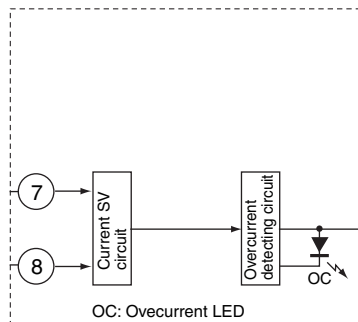 7
8
Current SV
circuit
Overcurrent
detecting circuit
OC
OC: Ovecurrent LED